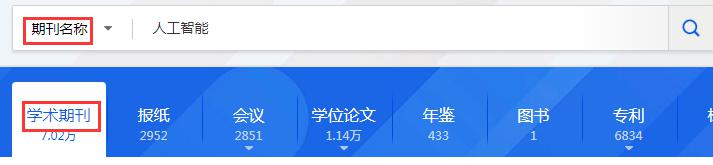 期刊名称 人工智能
学术期刊 报纸 会议 学位论文 年鉴 图书 专利
7.02万 2952 2851 1.14万 433 1 6834